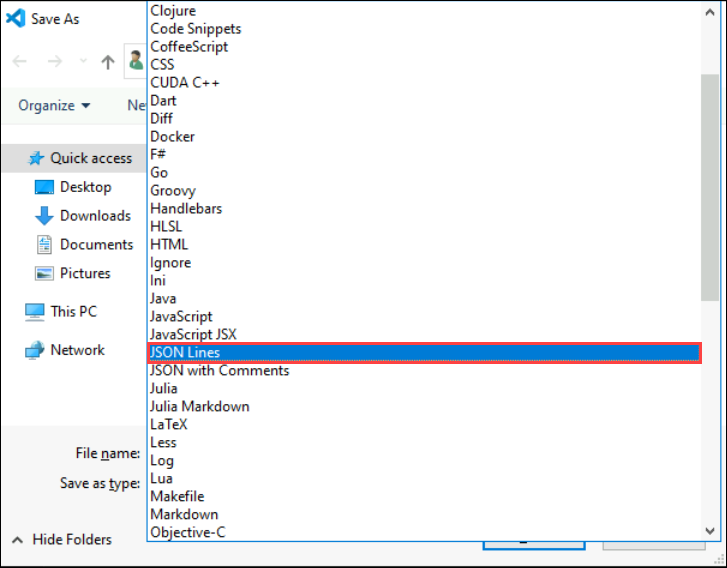 Save As
Organize
Ne
Quick access
Desktop
Downloads
Documents
Pictures
This PC
Network
Clojure
Code Snippets
CoffeeScript
CSS
CUDA C++
Dart
Diff
Docker
F#
Go
Groovy
Handlebars
HLSL
HTML
Ignore
Ini
Java
JavaScript
JavaScript JSX
JSON Lines
JSON with Comments
Julia
Julia Markdown
LaTeX
Less
Log
Lua
Makefile
Markdown
Objective-C
File name:
Save as type:
Hide Folders